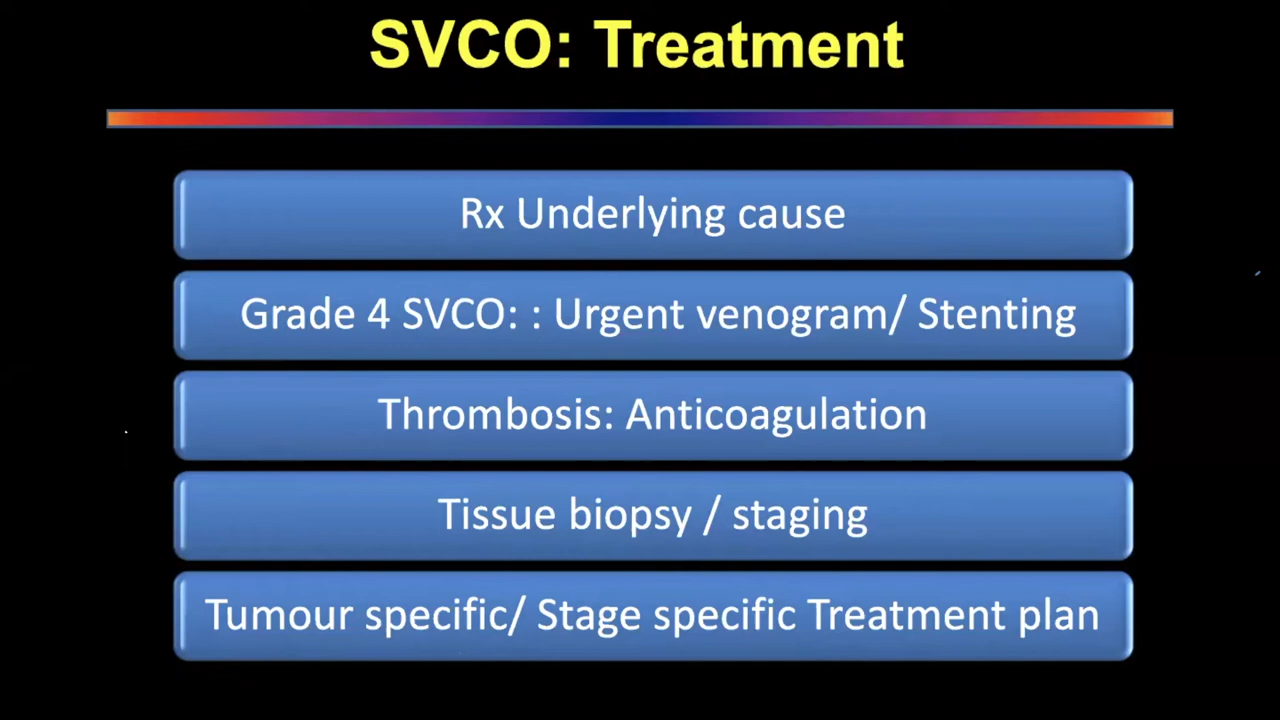 SVCO: Treatment
Rx Underlying cause
Grade 4 SVCO: : Urgent venogram/ Stenting
Thrombosis: Anticoagulation
Tissue biopsy / staging
Tumour specific/ Stage specific Treatment plan